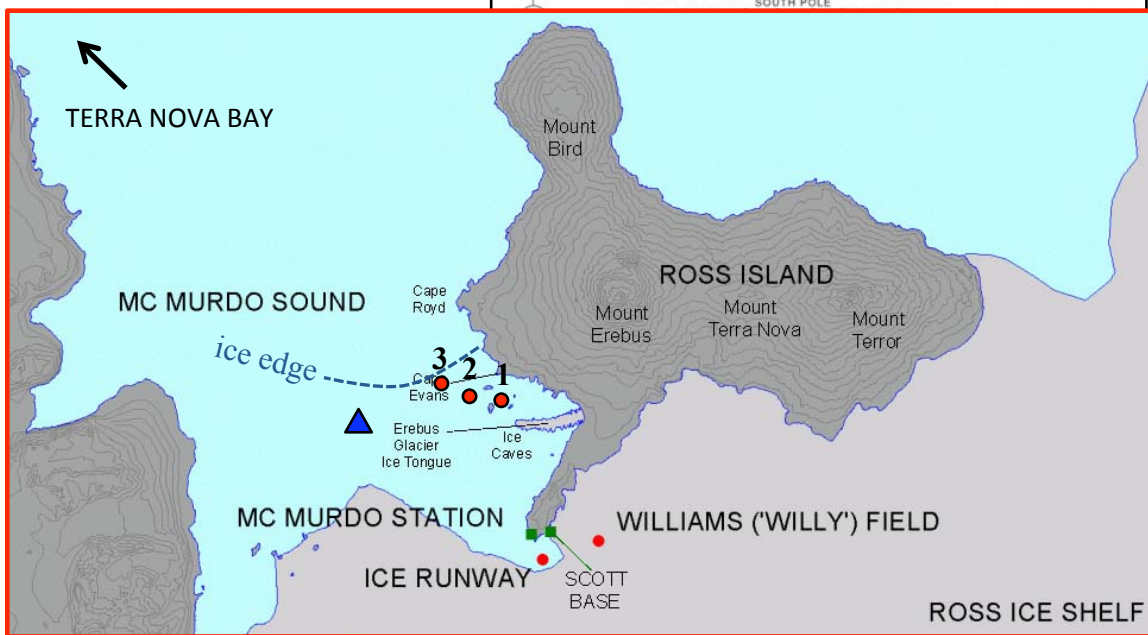 SOUTH POLE
TERRA NOVA BAY
Mount
Bird
ROSS ISLAND
MC MURDO SOUND
Cape
Royd
Mount
Erebus
Mount
Terra Nova
Mount
Terror
ice edge
3
2
1
Cape
Evans
Erebus
Glacier
Ice Tongue
Ice
Caves
MC MURDO STATION
WILLIAMS ('WILLY') FIELD
ICE RUNWAY
SCOTT
BASE
ROSS ICE SHELF